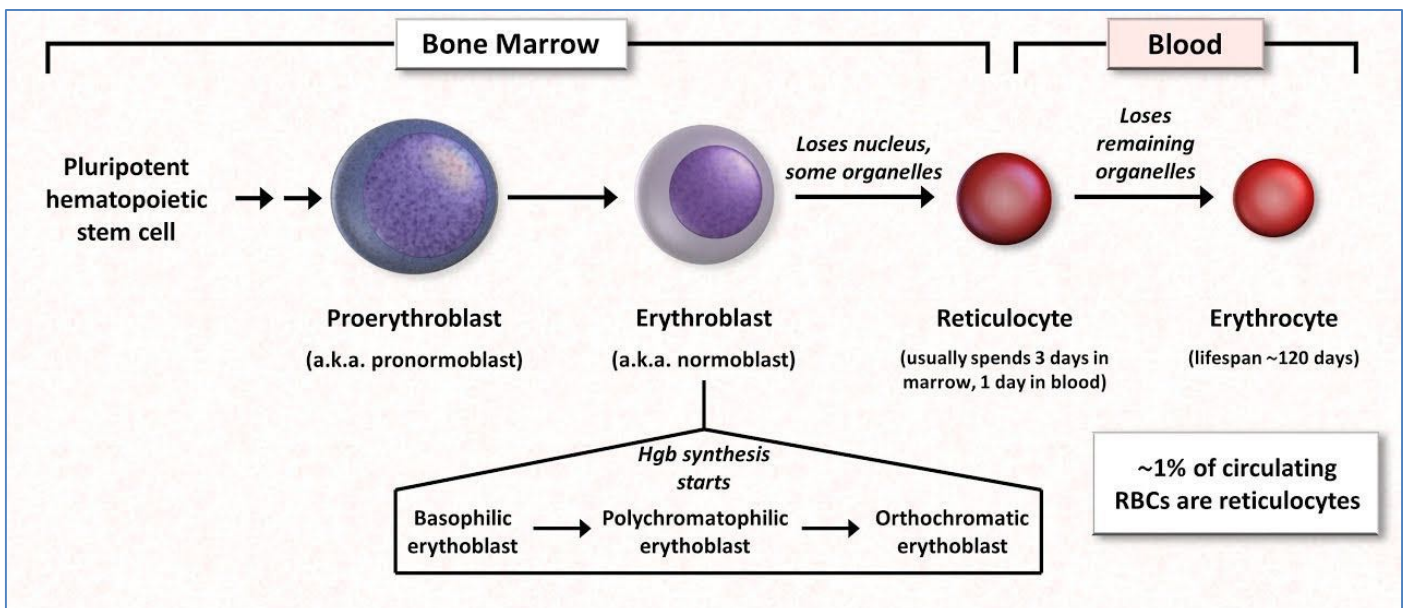 Bone Marrow
Blood
Pluripotent
hematopoietic
stem cell
Loses nucleus,
some organelles
Loses
remaining
organelles
Proerythroblast
(a.k.a. pronormoblast)
Erythroblast
(a.k.a. normoblast)
Reticulocyte
(usually spends 3 days in
marrow, 1 day in blood)
Erythrocyte
(lifespan ~120 days)
Hgb synthesis
starts
Basophilic
erythoblast
Polychromatophilic
erythoblast
Orthochromatic
erythoblast
~1% of circulating
RBCs are reticulocytes